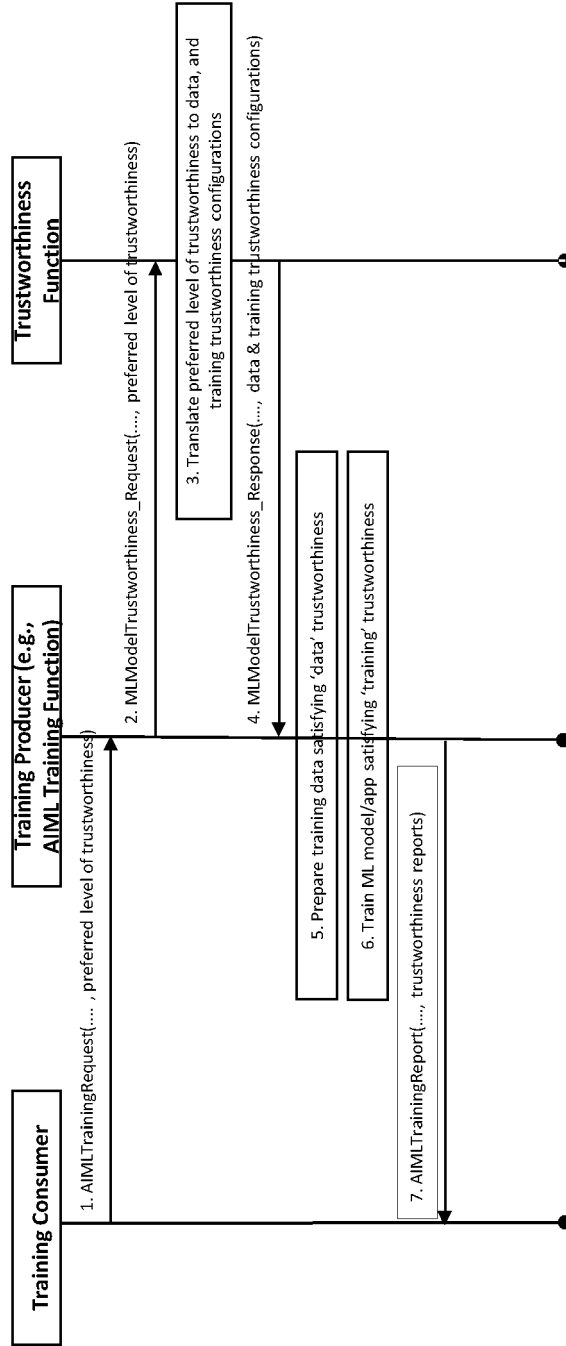 Training Consumer
Training Producer (e.g.,
AIML Training Function)
Trustworthiness
Function
1. AIMLTrainingRequest(.... , preferred level of trustworthiness)
2. MLModelTrustworthiness_Request(...., preferred level of trustworthiness)
3. Translate preferred level of trustworthiness to data, and
training trustworthiness configurations
4. MLModelTrustworthiness_Response(...., data & training trustworthiness configurations)
5. Prepare training data satisfying ‘data’ trustworthiness
6. Train ML model/app satisfying ‘training’ trustworthiness
7. AIMLTrainingReport(...., trustworthiness reports)